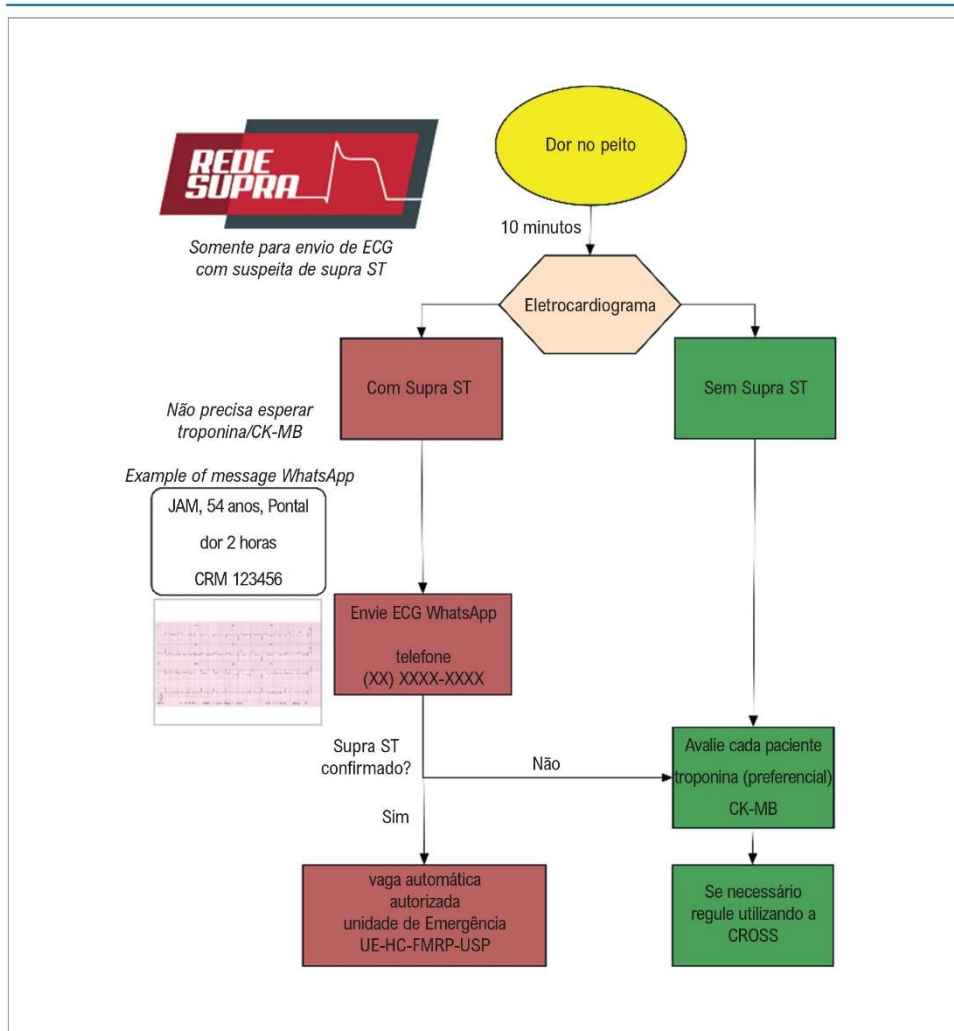 REDE
SUPRA
Somente para envio de ECG
com suspeita de supra ST
Dor no peito
10 minutos
Eletrocardiograma
Com Supra ST
Sem Supra ST
Não precisa esperar
troponina/CK-MB
Example of message WhatsApp
JAM, 54 anos, Pontal
dor 2 horas
CRM 123456
Envie ECG WhatsApp
telefone
(XX) XXXX-XXXX
Supra ST
confirmado?
Não
Sim
Avalie cada paciente
troponina (preferencial)
CK-MB
vaga automática
autorizada
unidade de Emergência
UE-HC-FMRP-USP
Se necessário
regule utilizando a
CROSS